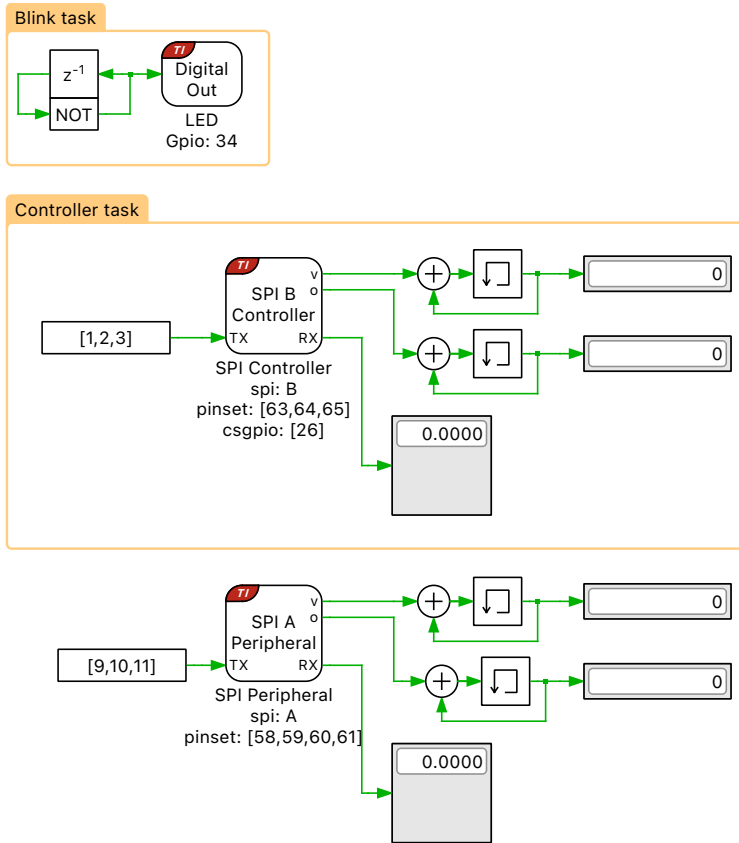 Blink task
z-1
NOT
TI
Digital
Out
LED
Gpio: 34
Controller task
[1,2,3]
TI
SPI B
Controller
v
o
TX
RX
SPI Controller
spi: B
pinset: [63,64,65]
csgpio: [26]
0
0
0.0000
[9,10,11]
TI
SPI A
Peripheral
v
o
TX
RX
SPI Peripheral
spi: A
pinset: [58,59,60,61]
0
0
0.0000